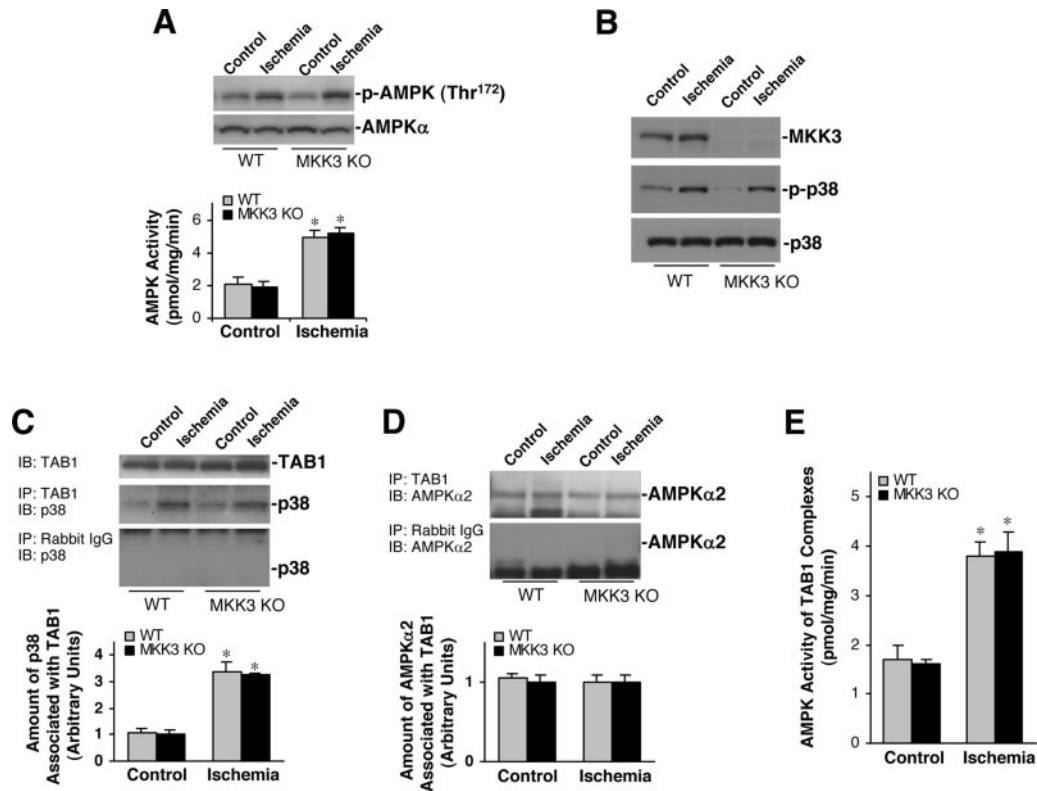 A
Control
Ischemia
Control
Ischemia
-p-AMPK (Thr¹⁷²)
-AMPKα
WT
MKK3 KO
WT
MKK3 KO
AMPK Activity
(pmol/mg/min)
6
4
2
0
*
*
Control
Ischemia
B
Control
Ischemia
Control
Ischemia
-MKK3
-p-p38
-p38
WT
MKK3 KO
C
Control
Ischemia
Control
Ischemia
IB: TAB1
-TAB1
IP: TAB1
IB: p38
-p38
IP: Rabbit IgG
IB: p38
-p38
WT
MKK3 KO
Amount of p38
Associated with TAB1
(Arbitrary Units)
WT
MKK3 KO
4
3
2
1
0
*
*
Control
Ischemia
D
Control
Ischemia
Control
Ischemia
IP: TAB1
IB: AMPKα2
-AMPKα2
IP: Rabbit IgG
IB: AMPKα2
-AMPKα2
WT
MKK3 KO
Amount of AMPKα2
Associated with TAB1
(Arbitrary Units)
WT
MKK3 KO
1
0
Control
Ischemia
E
AMPK Activity of TAB1 Complexes
(pmol/mg/min)
WT
MKK3 KO
5
4
3
2
1
0
*
*
Control
Ischemia